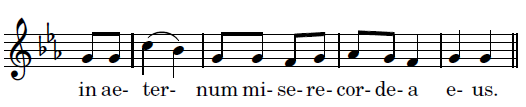 in ae- ter- num mi- se- re- cor- de- a e- us.